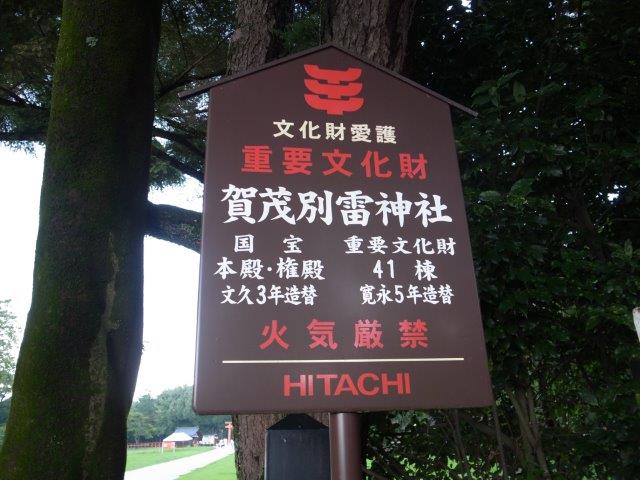 文化財愛護
重要文化財
賀茂別雷神社
国宝 重要文化財
本殿・権殿 41棟
文久3年造替 寛永5年造替
火気厳禁
HITACHI